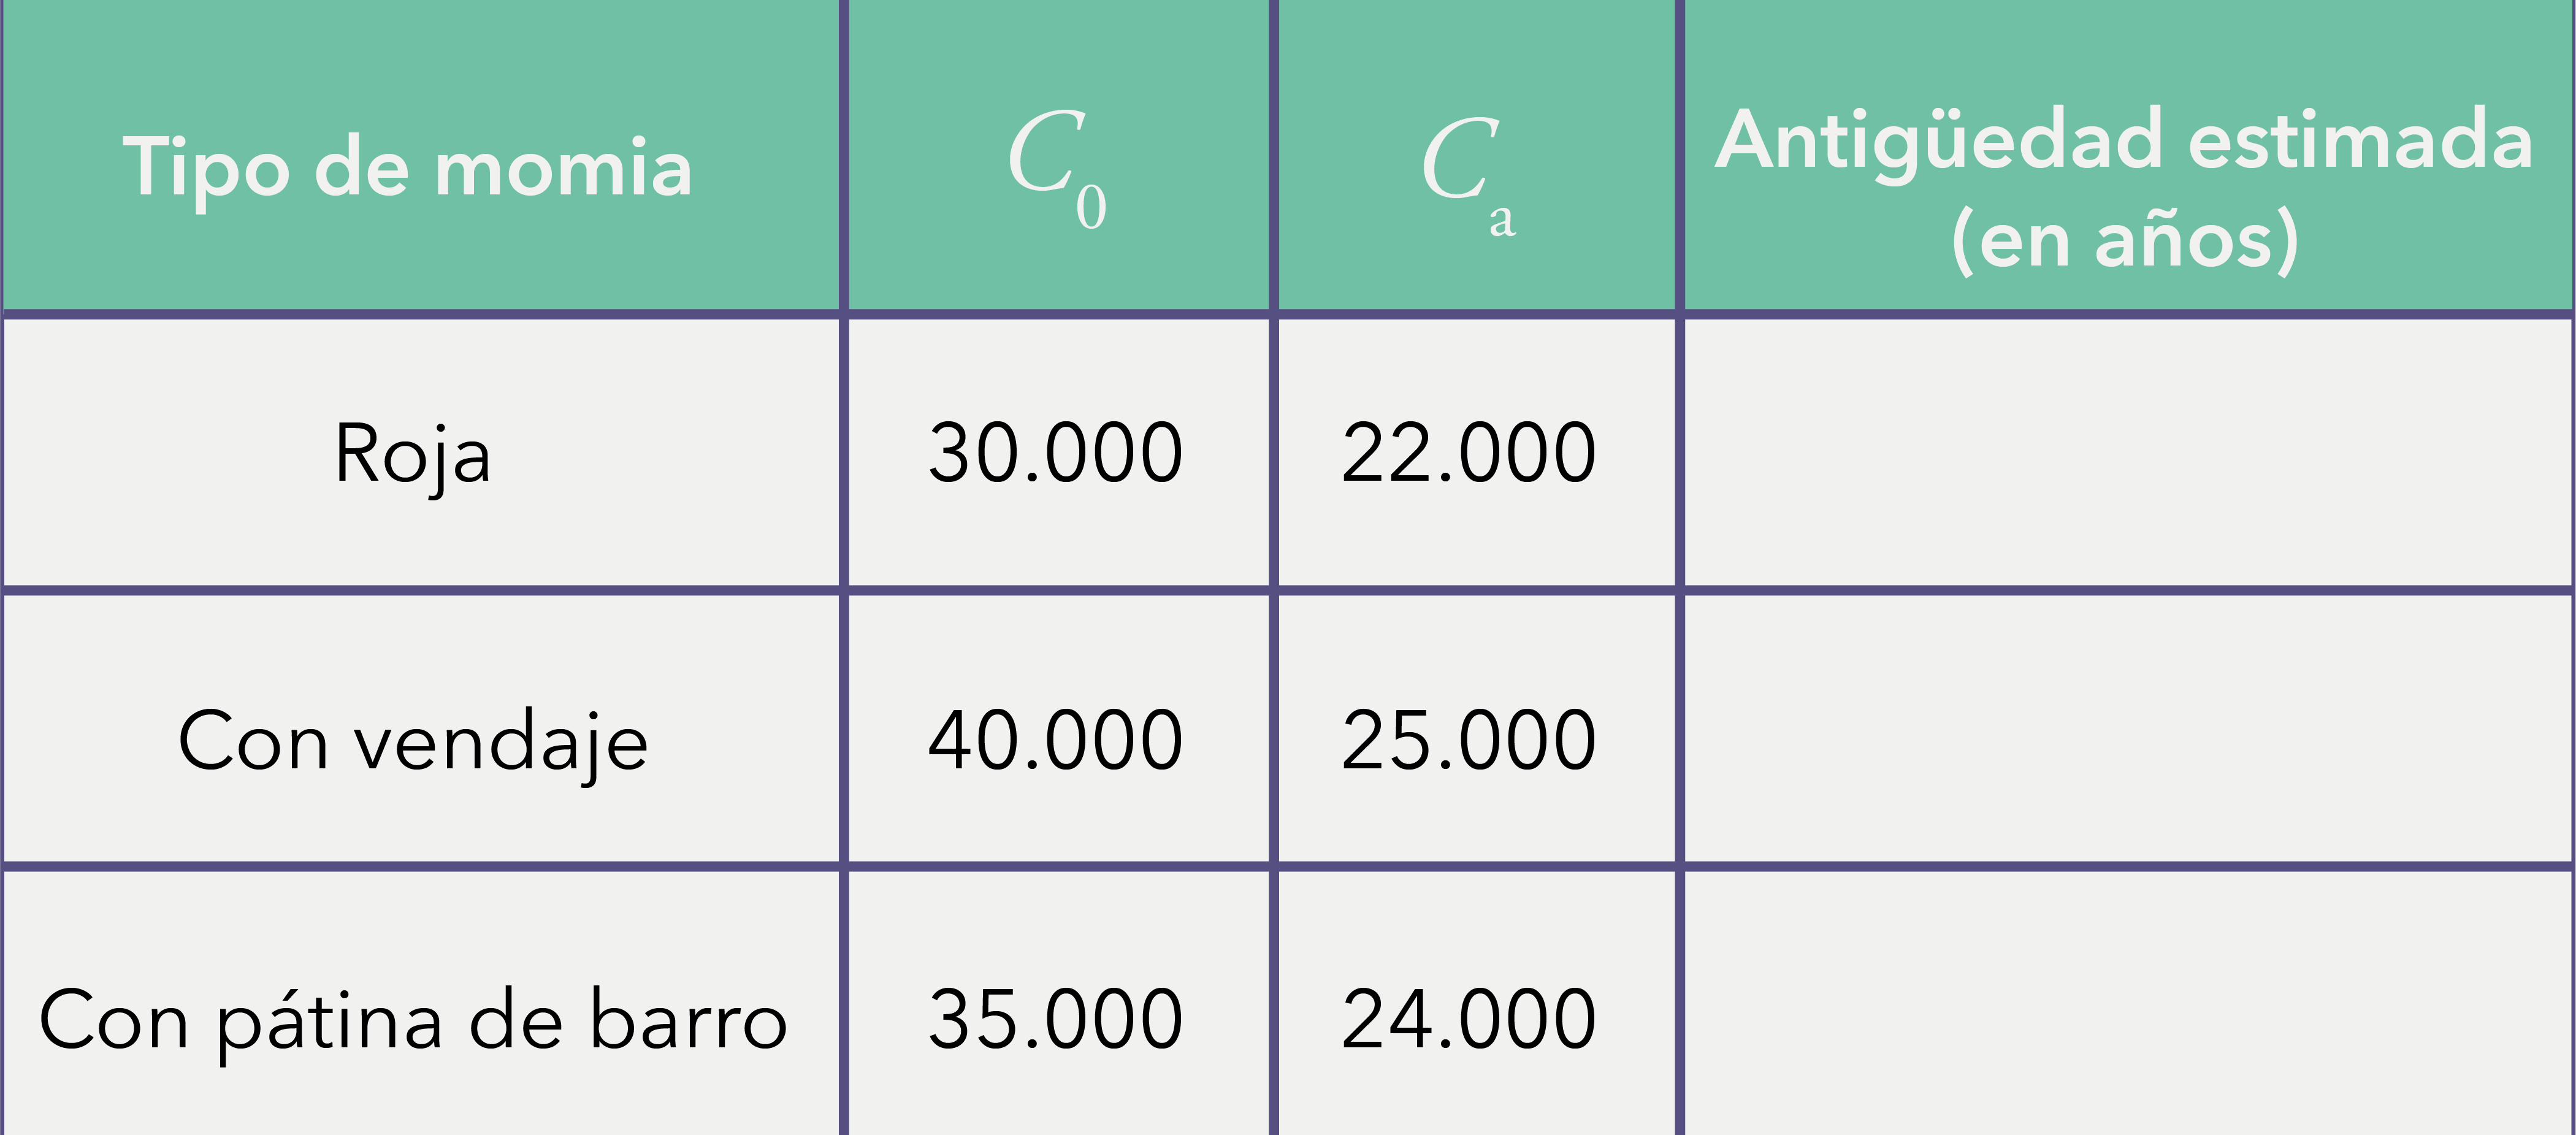 Tipo de momia
C0
Ca
Antigüedad estimada
(en años)
Roja
30.000
22.000
Con vendaje
40.000
25.000
Con pátina de barro
35.000
24.000